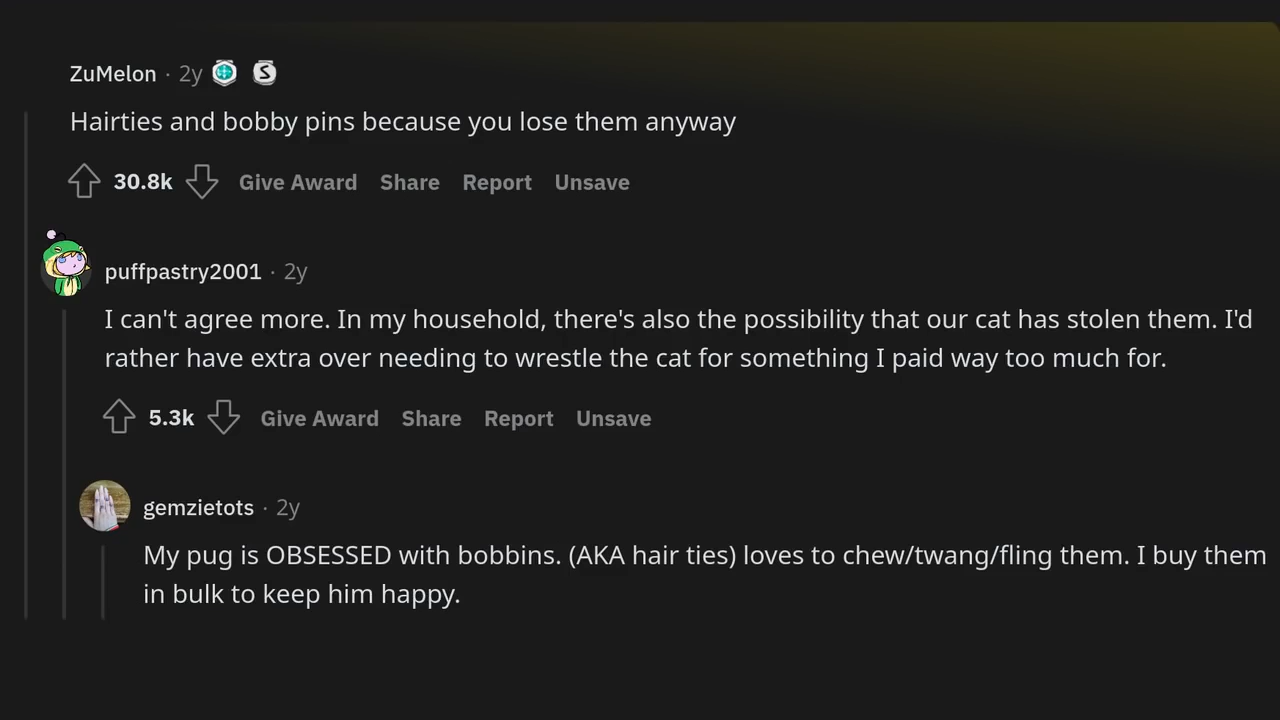 ZuMelon · 2y
Hairties and bobby pins because you lose them anyway
30.8k Give Award Share Report Unsave
puffpastry2001 · 2y
I can't agree more. In my household, there's also the possibility that our cat has stolen them. I'd
rather have extra over needing to wrestle the cat for something I paid way too much for.
5.3k Give Award Share Report Unsave
gemzietots · 2y
My pug is OBSESSED with bobbins. (AKA hair ties) loves to chew/twang/fling them. I buy them
in bulk to keep him happy.